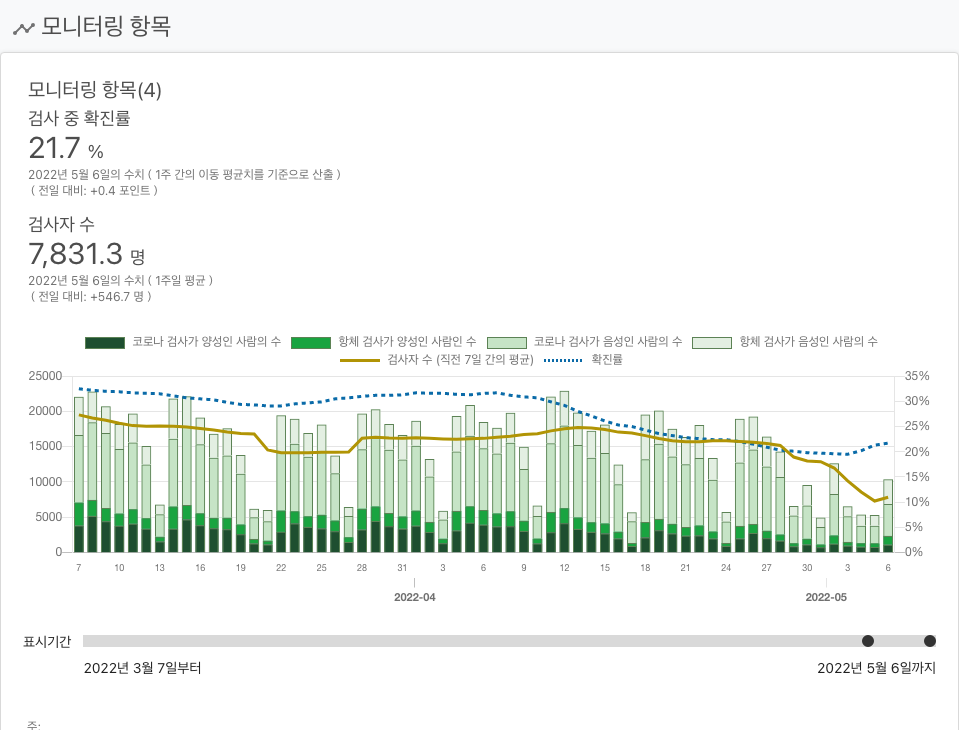 모니터링 항목
모니터링 항목(4)
검사 중 확진률
21.7 %
2022년 5월 6일의 수치 ( 1주 간의 이동 평균치를 기준으로 산출 )
( 전일 대비: +0.4 포인트 )
검사자 수
7,831.3 명
2022년 5월 6일의 수치 ( 1주일 평균 )
( 전일 대비: +546.7 명 )
코로나 검사가 양성인 사람의 수 항체 검사가 양성인 사람인 수 코로나 검사가 음성인 사람의 수 항체 검사가 음성인 사람의 수
검사자 수 (직전 7일 간의 평균) 확진률
25000 35%
20000 30%
15000 25%
10000 20%
5000 15%
0 10%
5%
0%
7 10 13 16 19 22 25 28 31 3 6 9 12 15 18 21 24 27 30 3 6
2022-04 2022-05
표시기간
2022년 3월 7일부터 2022년 5월 6일까지
주: